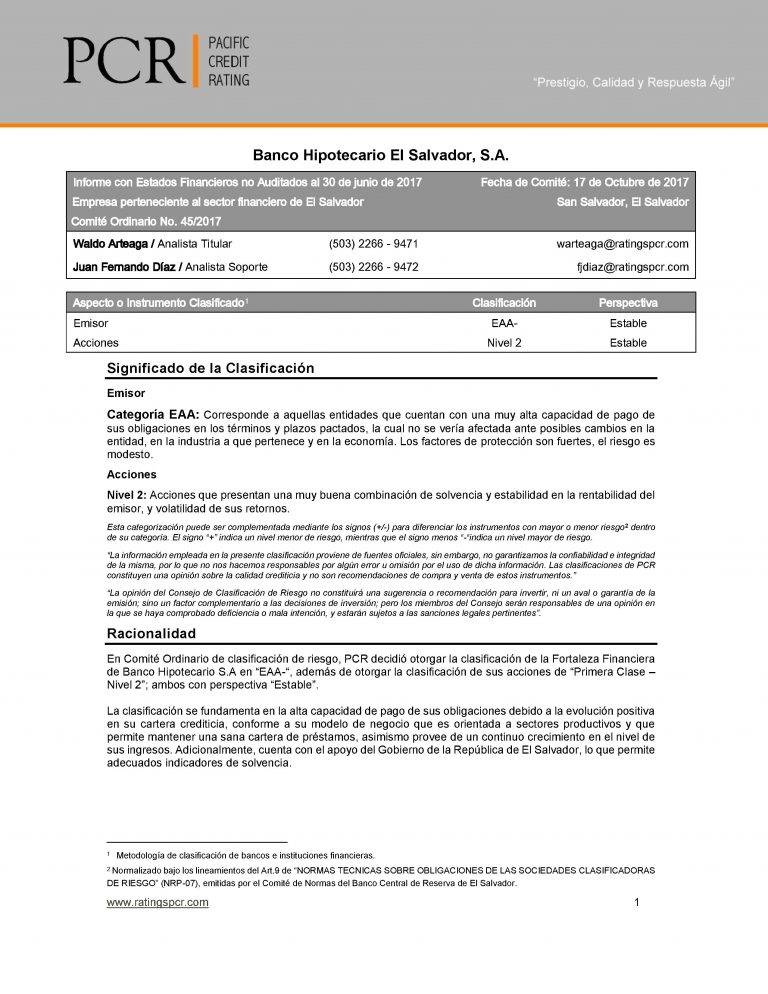 PCR
PACIFIC
CREDIT
RATING
“Prestigio, Calidad y Respuesta Ágil”
Banco Hipotecario El Salvador, S.A.
Informe con Estados Financieros no Auditados al 30 de junio de 2017 Fecha de Comité: 17 de Octubre de 2017
Empresa perteneciente al sector financiero de El Salvador San Salvador, El Salvador
Comité Ordinario No. 45/2017
Waldo Arteaga / Analista Titular (503) 2266 - 9471 warteaga@ratingspcr.com
Juan Fernando Díaz / Analista Soporte (503) 2266 - 9472 fjdiaz@ratingspcr.com
Aspecto o Instrumento Clasificado1 Clasificación Perspectiva
Emisor EAA- Estable
Acciones Nivel 2 Estable
Significado de la Clasificación
Emisor
Categoría EAA: Corresponde a aquellas entidades que cuentan con una muy alta capacidad de pago de
sus obligaciones en los términos y plazos pactados, la cual no se vería afectada ante posibles cambios en la
entidad, en la industria a que pertenece y en la economía. Los factores de protección son fuertes, el riesgo es
modesto.
Acciones
Nivel 2: Acciones que presentan una muy buena combinación de solvencia y estabilidad en la rentabilidad del
emisor, y volatilidad de sus retornos.
Esta categorización puede ser complementada mediante los signos (+/-) para diferenciar los instrumentos con mayor o menor riesgo2 dentro
de su categoría. El signo “+” indica un nivel menor de riesgo, mientras que el signo menos “-“indica un nivel mayor de riesgo.
“La información empleada en la presente clasificación proviene de fuentes oficiales, sin embargo, no garantizamos la confiabilidad e integridad
de la misma, por lo que no nos hacemos responsables por algún error u omisión por el uso de dicha información. Las clasificaciones de PCR
constituyen una opinión sobre la calidad crediticia y no son recomendaciones de compra y venta de estos instrumentos.”
“La opinión del Consejo de Clasificación de Riesgo no constituirá una sugerencia o recomendación para invertir, ni un aval o garantía de la
emisión; sino un factor complementario a las decisiones de inversión; pero los miembros del Consejo serán responsables de una opinión en
la que se haya comprobado deficiencia o mala intención, y estarán sujetos a las sanciones legales pertinentes”.
Racionalidad
En Comité Ordinario de clasificación de riesgo, PCR decidió otorgar la clasificación de la Fortaleza Financiera
de Banco Hipotecario S.A en “EAA-“, además de otorgar la clasificación de sus acciones de “Primera Clase –
Nivel 2”; ambos con perspectiva “Estable”.
La clasificación se fundamenta en la alta capacidad de pago de sus obligaciones debido a la evolución positiva
en su cartera crediticia, conforme a su modelo de negocio que es orientada a sectores productivos y que
permite mantener una sana cartera de préstamos, asimismo provee de un continuo crecimiento en el nivel de
sus ingresos. Adicionalmente, cuenta con el apoyo del Gobierno de la República de El Salvador, lo que permite
adecuados indicadores de solvencia.
1 Metodología de clasificación de bancos e instituciones financieras.
2 Normalizado bajo los lineamientos del Art.9 de “NORMAS TECNICAS SOBRE OBLIGACIONES DE LAS SOCIEDADES CLASIFICADORAS
DE RIESGO” (NRP-07), emitidas por el Comité de Normas del Banco Central de Reserva de El Salvador.
www.ratingspcr.com 1